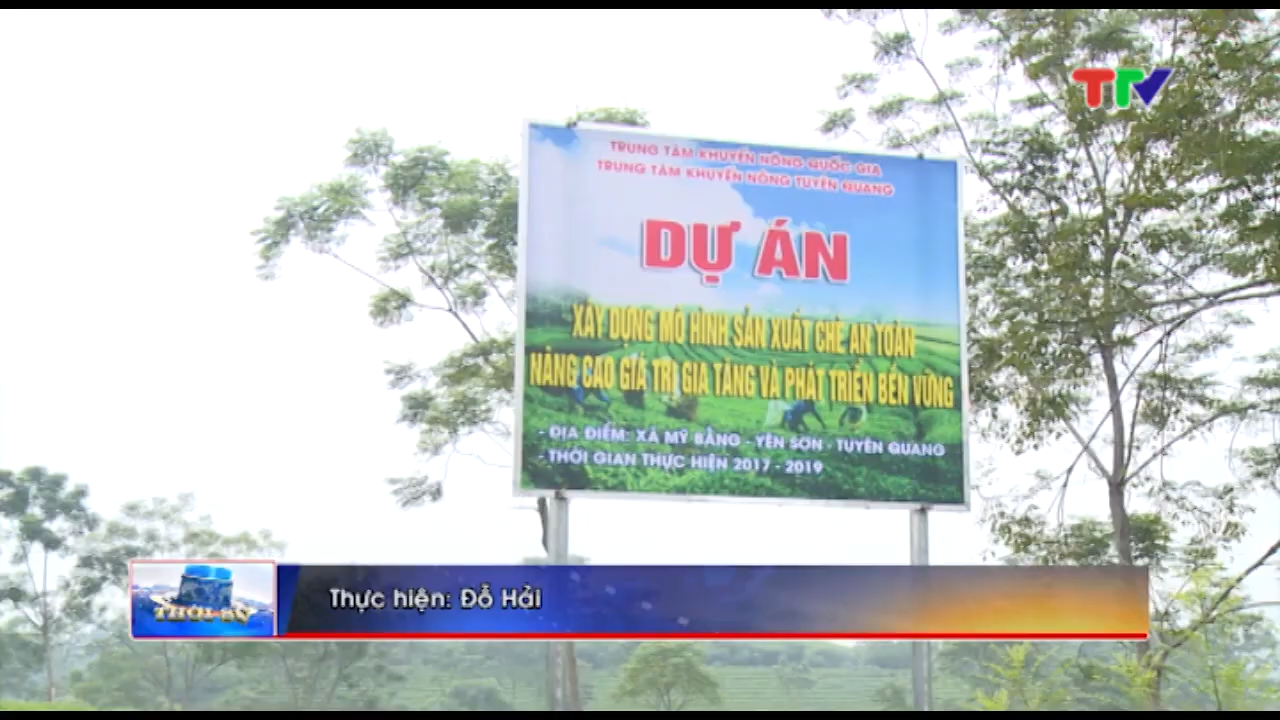 TTV
TRUNG TÂM KHUYẾN NÔNG QUỐC GIA
TRUNG TÂM KHUYẾN NÔNG TUYÊN QUANG
DỰ ÁN
XÂY DỰNG MÔ HÌNH SẢN XUẤT CHÈ AN TOÀN
NÂNG CAO GIÁ TRỊ GIA TĂNG VÀ PHÁT TRIỂN BỀN VỮNG
- ĐỊA ĐIỂM: XÃ MỸ BẰNG - YÊN SƠN - TUYÊN QUANG
- THỜI GIAN THỰC HIỆN 2017 - 2019
THỜI SỰ
Thực hiện: Đỗ Hải